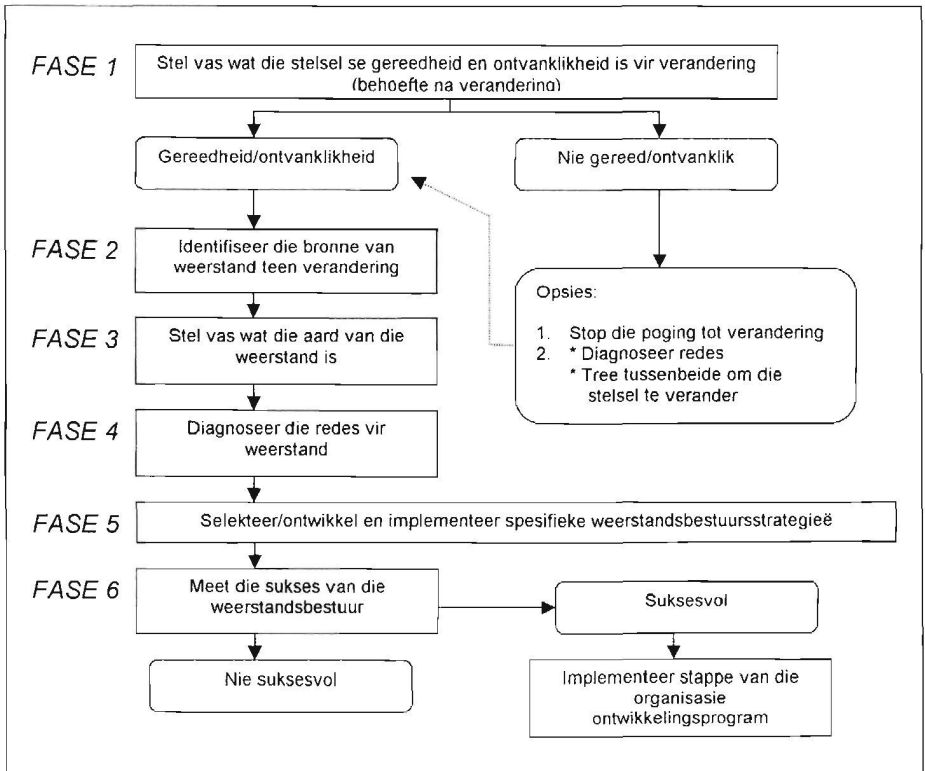 FASE 1
Stel vas wat die stelsel se gereedheid en ontvanklikheid is vir verandering
(behoefte na verandering)
Gereedheid/ontvanklikheid
Nie gereed/ontvanklik
FASE 2
Identifiseer die bronne van
weerstand teen verandering
Opsies:
1. Stop die poging tot verandering
2. * Diagnoseer redes
* Tree tussenbeide om die
stelsel te verander
FASE 3
Stel vas wat die aard van die
weerstand is
FASE 4
Diagnoseer die redes vir
weerstand
FASE 5
Selekteer/ontwikkel en implementeer spesifieke weerstandsbestuursstrategieë
FASE 6
Meet die sukses van die
weerstandsbestuur
Suksesvol
Nie suksesvol
Implementeer stappe van die
organisasie
ontwikkelingsprogram